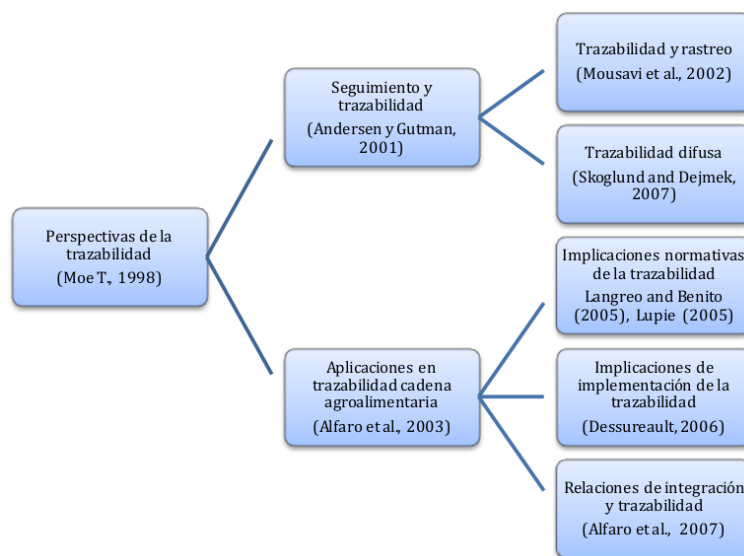 Perspectivas de la
trazabilidad
(Moe T., 1998)
Seguimiento y
trazabilidad
(Andersen y Gutman,
2001)
Trazabilidad y rastreo
(Mousavi et al., 2002)
Trazabilidad difusa
(Skoglund and Dejmek,
2007)
Aplicaciones en
trazabilidad cadena
agroalimentaria
(Alfaro et al., 2003)
Implicaciones normativas
de la trazabilidad
Langreo and Benito
(2005), Lupie (2005)
Implicaciones de
implementación de la
trazabilidad
(Dessureault, 2006)
Relaciones de integración
y trazabilidad
(Alfaro et al., 2007)